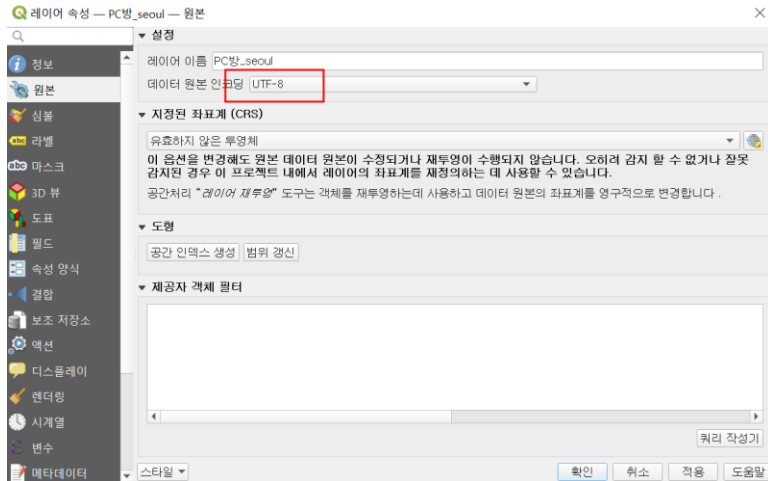 레이어 속성 — PC방_seoul — 원본
설정
정보
레이어 이름 PC방_seoul
원본
데이터 원본 인코딩 UTF-8
심볼
지정된 좌표계 (CRS)
라벨
유효하지 않은 투영체
마스크
이 옵션을 변경해도 원본 데이터 원본이 수정되거나 재투영이 수행되지 않습니다. 오히려 감지 할 수 없거나 잘못
감지된 경우 이 프로젝트 내에서 레이어의 좌표계를 재정의하는 데 사용할 수 있습니다.
3D 뷰
공간처리 "레이어 재투영" 도구는 객체를 재투영하는데 사용하고 데이터 원본의 좌표계를 영구적으로 변경합니다 .
도표
도형
필드
공간 인덱스 생성 범위 갱신
속성 양식
결합
제공자 객체 필터
보조 저장소
액션
디스플레이
렌더링
시계열
변수
쿼리 작성기
메타데이터
스타일 확인 취소 적용 도움말
abc
abc